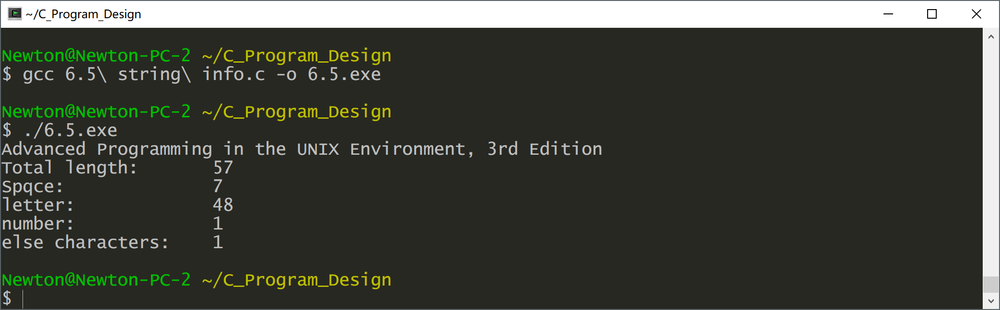 ~/C_Program_Design
Newton@Newton-PC-2 ~/C_Program_Design
$ gcc 6.5\ string\ info.c -o 6.5.exe
Newton@Newton-PC-2 ~/C_Program_Design
$ ./6.5.exe
Advanced Programming in the UNIX Environment, 3rd Edition
Total length: 57
Spqce: 7
letter: 48
number: 1
else characters: 1
Newton@Newton-PC-2 ~/C_Program_Design
$